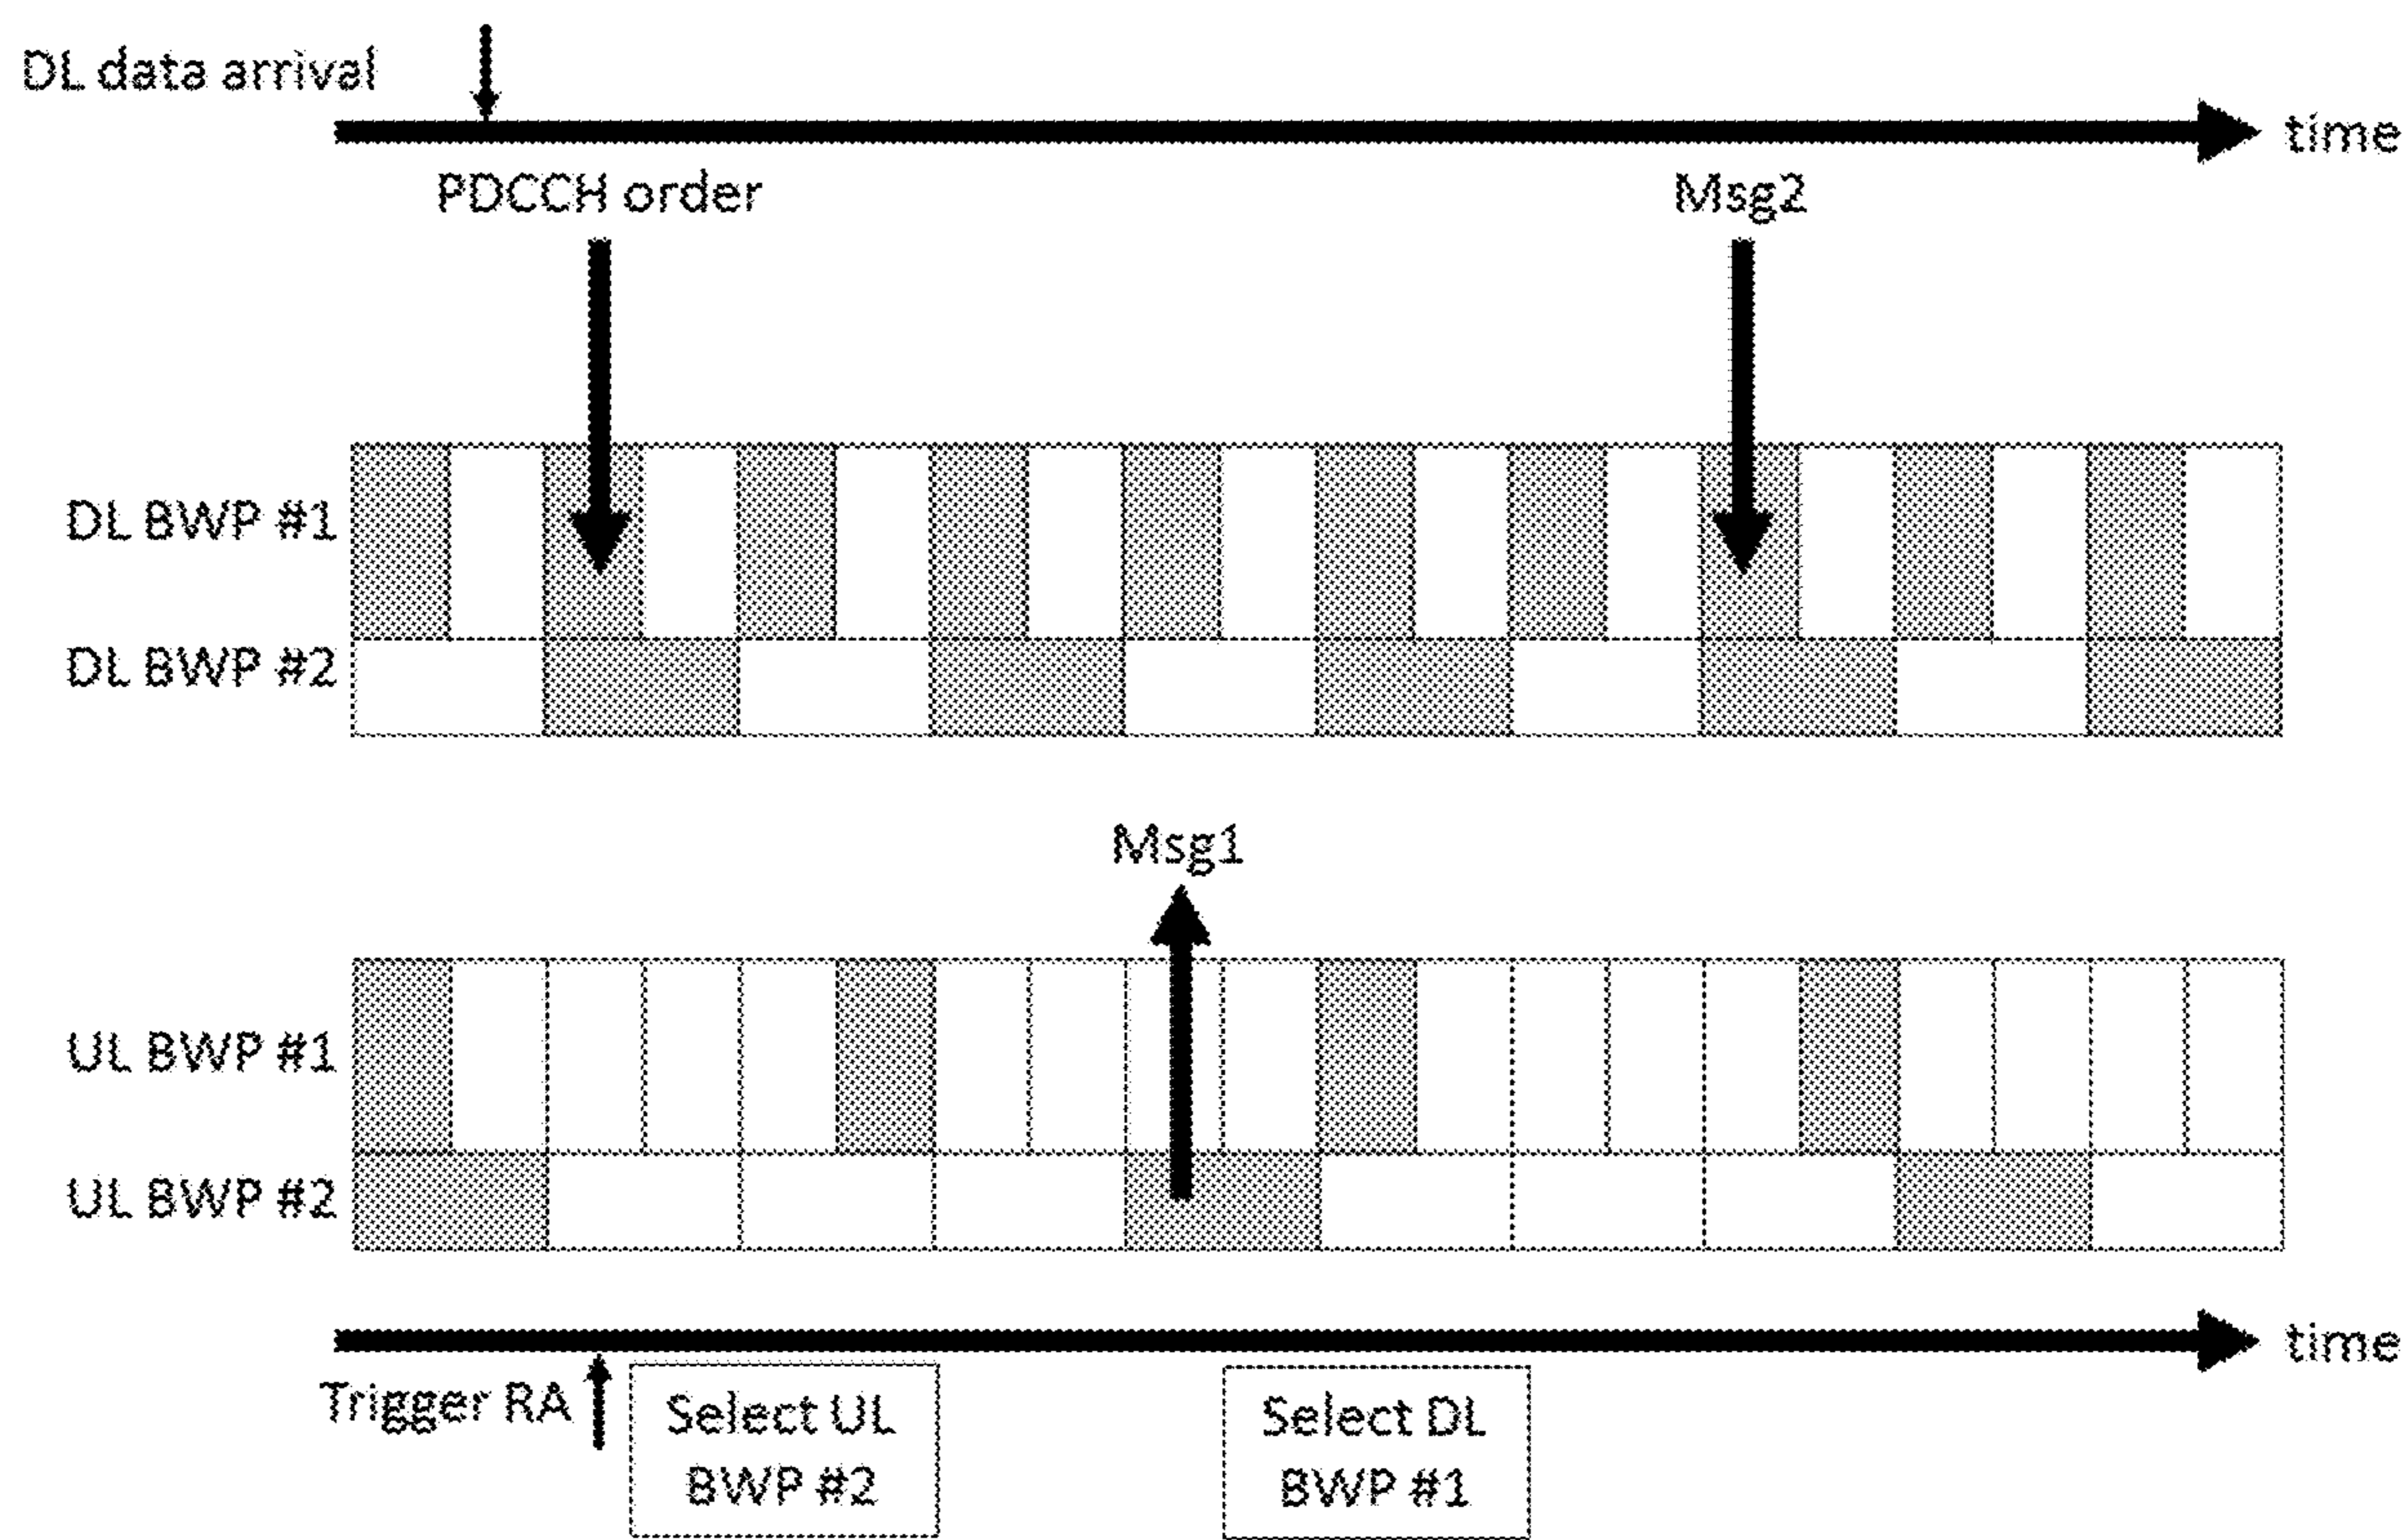 DL data arrival
time
PDCCH order
Msg2
DL BWP #1
DL BWP #2
Msg1
UL BWP #1
UL BWP #2
time
Trigger RA
Select UL
BWP #2
Select DL
BWP #1